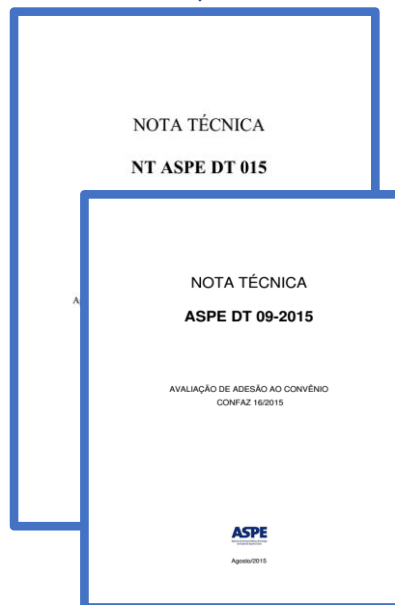 NOTA TÉCNICA
NT ASPE DT 015
A
NOTA TÉCNICA
ASPE DT 09-2015
AVALIAÇÃO DE ADESÃO AO CONVÊNIO
CONFAZ 16/2015
ASPE
Agosto/2015